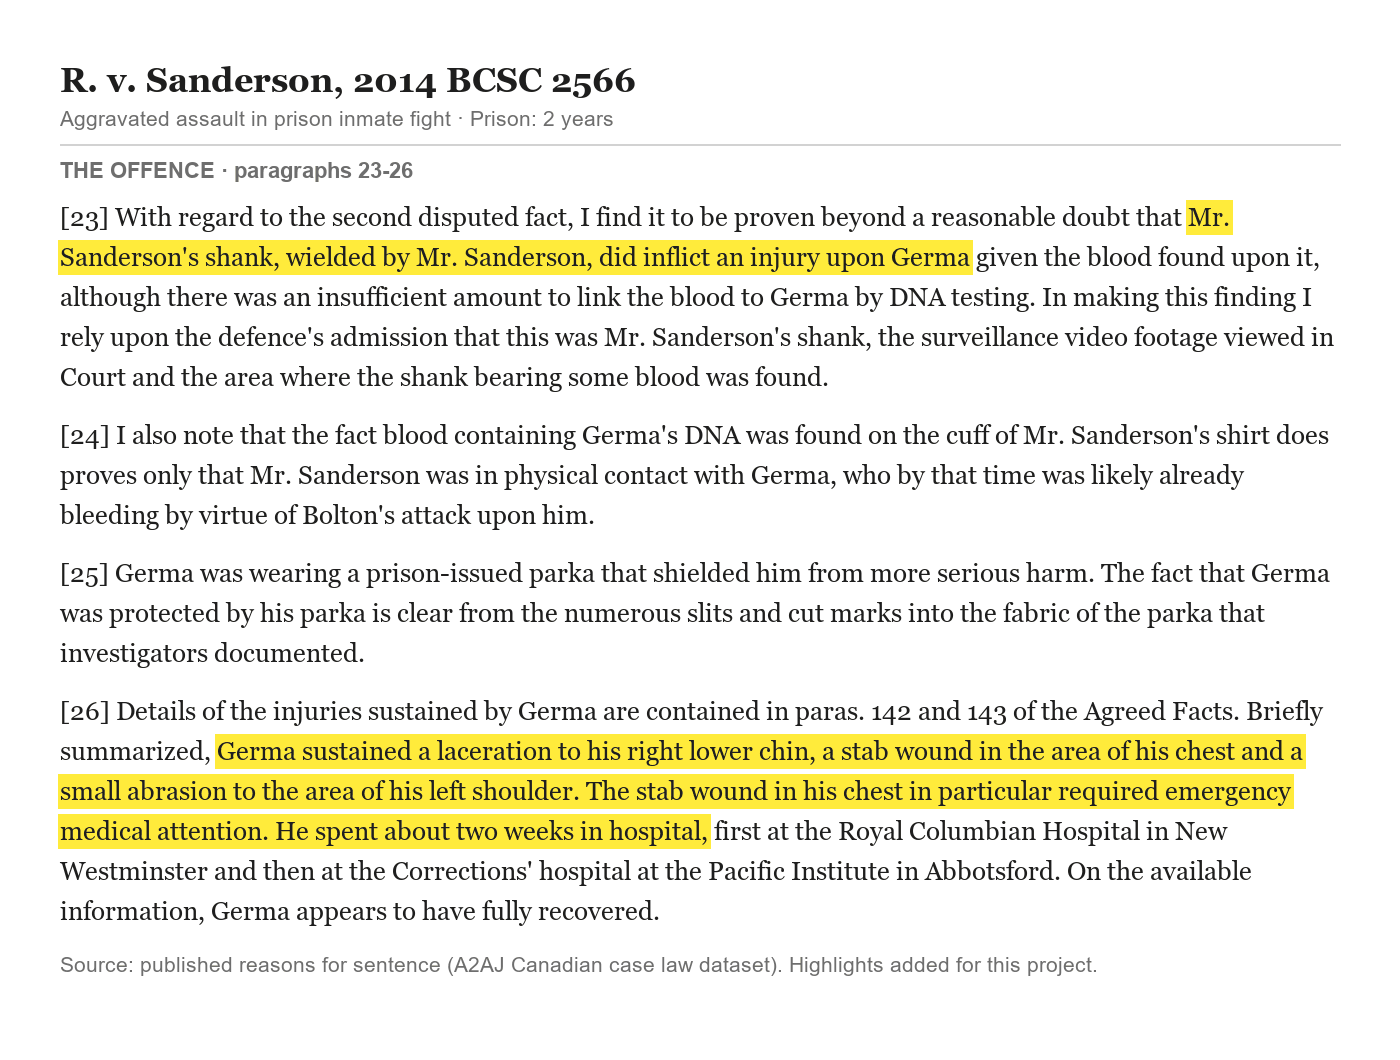 R. v. Sanderson, 2014 BCSC 2566
Aggravated assault in prison inmate fight · Prison: 2 years
THE OFFENCE · paragraphs 23-26
[23] With regard to the second disputed fact, I find it to be proven beyond a reasonable doubt that Mr.
Sanderson's shank, wielded by Mr. Sanderson, did inflict an injury upon Germa given the blood found upon it,
although there was an insufficient amount to link the blood to Germa by DNA testing. In making this finding I
rely upon the defence's admission that this was Mr. Sanderson's shank, the surveillance video footage viewed in
Court and the area where the shank bearing some blood was found.
[24] I also note that the fact blood containing Germa's DNA was found on the cuff of Mr. Sanderson's shirt does
proves only that Mr. Sanderson was in physical contact with Germa, who by that time was likely already
bleeding by virtue of Bolton's attack upon him.
[25] Germa was wearing a prison-issued parka that shielded him from more serious harm. The fact that Germa
was protected by his parka is clear from the numerous slits and cut marks into the fabric of the parka that
investigators documented.
[26] Details of the injuries sustained by Germa are contained in paras. 142 and 143 of the Agreed Facts. Briefly
summarized, Germa sustained a laceration to his right lower chin, a stab wound in the area of his chest and a
small abrasion to the area of his left shoulder. The stab wound in his chest in particular required emergency
medical attention. He spent about two weeks in hospital, first at the Royal Columbian Hospital in New
Westminster and then at the Corrections' hospital at the Pacific Institute in Abbotsford. On the available
information, Germa appears to have fully recovered.
Source: published reasons for sentence (A2AJ Canadian case law dataset). Highlights added for this project.